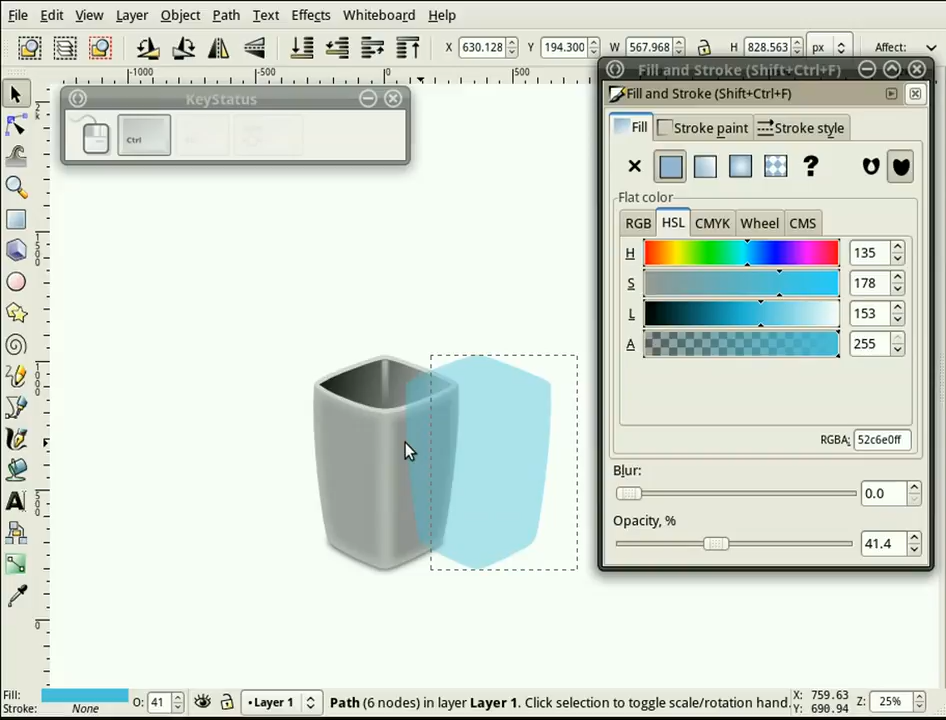 File Edit View Layer Object Path Text Effects Whiteboard Help
X 630.128 Y 194.300 W 567.968 H 828.563 px Affect:
-1000 -500 0 500
Fill and Stroke (Shift+Ctrl+F)
KeyStatus
Fill and Stroke (Shift+Ctrl+F)
Ctrl
Fill Stroke paint Stroke style
?
Flat color
RGB HSL CMYK Wheel CMS
H 135
S 178
L 153
A 255
RGBA: 52c6e0ff
Blur:
0.0
Opacity, %
41.4
Fill:
Stroke: None
O: 41
Layer 1
Path (6 nodes) in layer Layer 1. Click selection to toggle scale/rotation hand.
X: 759.63
Y: 690.94
Z: 25%